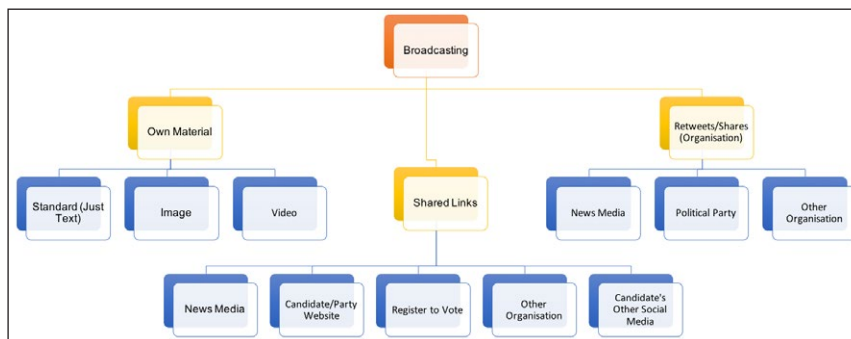 Broadcasting
Own Material
Retweets/Shares
(Organisation)
Shared Links
Standard (Just
Text)
Image
Video
News Media
Political Party
Other
Organisation
News Media
Candidate/Party
Website
Register to Vote
Other
Organisation
Candidate's
Other Social
Media